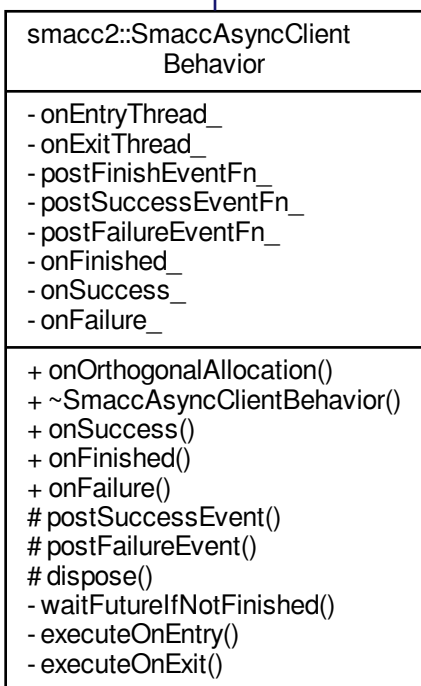 smacc2::SmaccAsyncClient
Behavior
- onEntryThread_
- onExitThread_
- postFinishEventFn_
- postSuccessEventFn_
- postFailureEventFn_
- onFinished_
- onSuccess_
- onFailure_
+ onOrthogonalAllocation()
+ ~SmaccAsyncClientBehavior()
+ onSuccess()
+ onFinished()
+ onFailure()
# postSuccessEvent()
# postFailureEvent()
# dispose()
- waitFutureIfNotFinished()
- executeOnEntry()
- executeOnExit()